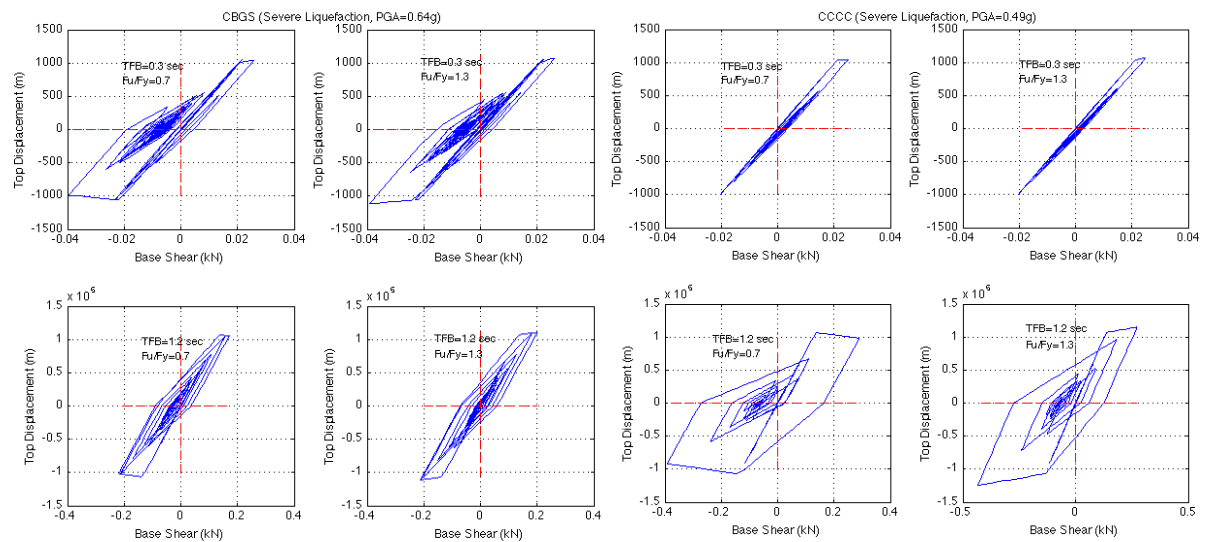 CBGS (Severe Liquefaction, PGA=0.64g)
CCCC (Severe Liquefaction, PGA=0.49g)
1500
1000
500
0
-500
-1000
-1500
-0.04
-0.02
0
0.02
0.04
TFB=0.3 sec
Fu/Fy=0.7
Top Displacement (m)
Base Shear (kN)
1500
1000
500
0
-500
-1000
-1500
-0.04
-0.02
0
0.02
0.04
TFB=0.3 sec
Fu/Fy=1.3
Top Displacement (m)
Base Shear (kN)
1500
1000
500
0
-500
-1000
-1500
-0.04
-0.02
0
0.02
0.04
TFB=0.3 sec
Fu/Fy=0.7
Top Displacement (m)
Base Shear (kN)
1500
1000
500
0
-500
-1000
-1500
-0.04
-0.02
0
0.02
0.04
TFB=0.3 sec
Fu/Fy=1.3
Top Displacement (m)
Base Shear (kN)
1.5
1
0.5
0
-0.5
-1
-1.5
-0.4
-0.2
0
0.2
0.4
TFB=1.2 sec
Fu/Fy=0.7
Top Displacement (m)
Base Shear (kN)
1.5
1
0.5
0
-0.5
-1
-1.5
-0.4
-0.2
0
0.2
0.4
TFB=1.2 sec
Fu/Fy=1.3
Top Displacement (m)
Base Shear (kN)
1.5
1
0.5
0
-0.5
-1
-1.5
-0.4
-0.2
0
0.2
0.4
TFB=1.2 sec
Fu/Fy=0.7
Top Displacement (m)
Base Shear (kN)
1.5
1
0.5
0
-0.5
-1
-1.5
-0.5
0
0.5
TFB=1.2 sec
Fu/Fy=1.3
Top Displacement (m)
Base Shear (kN)